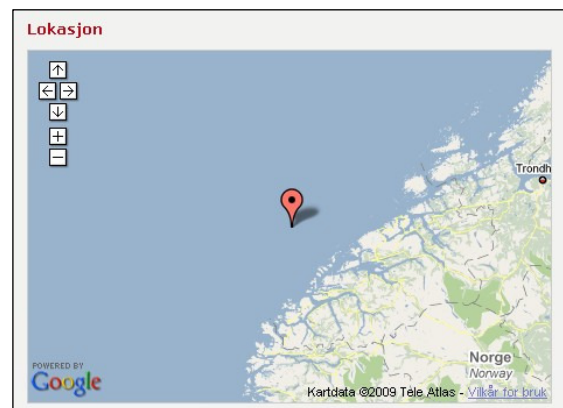 Lokasjon
Trondh
Norge
Norway
POWERED BY
Google
Kartdata ©2009 Tele Atlas - Vilkår for bruk